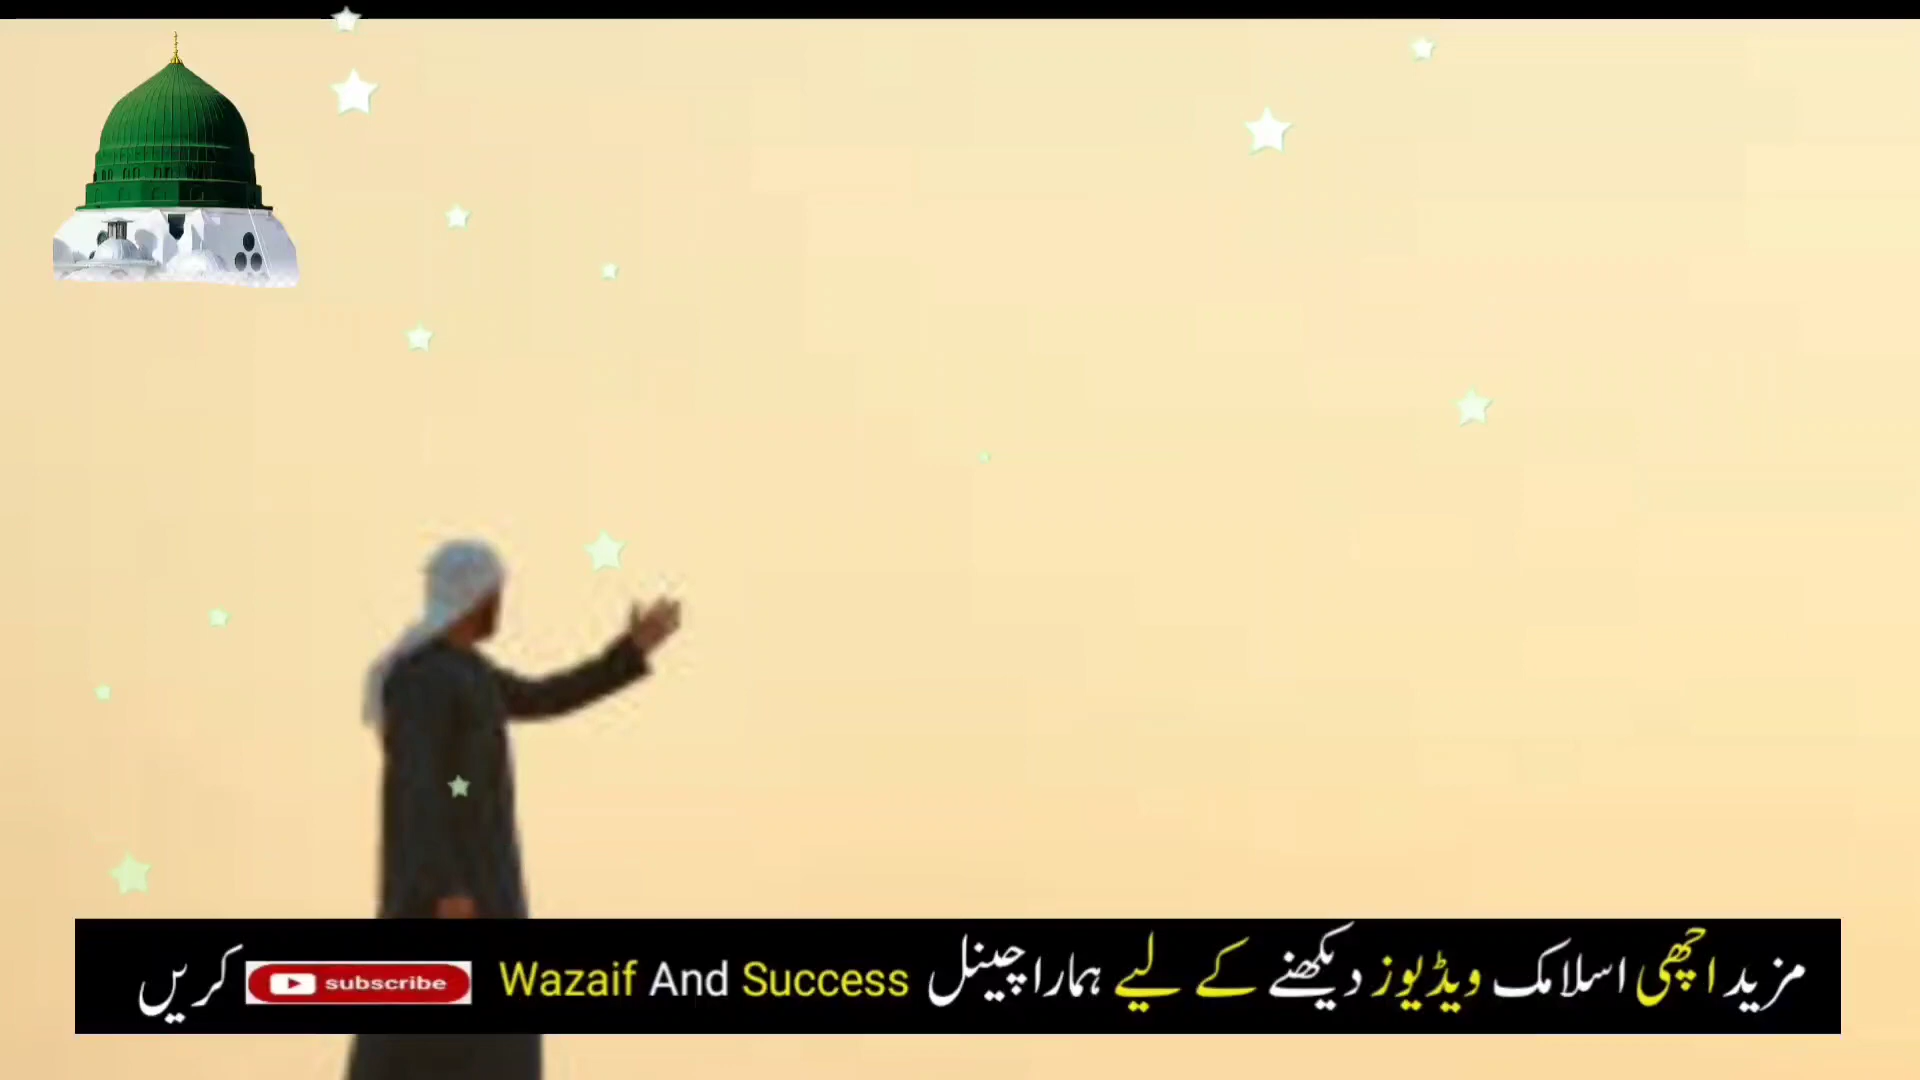 مزید اچھی اسلامک ویڈیوز دیکھنے کے لیے ہمارا چینل Wazaif And Success subscribe کریں